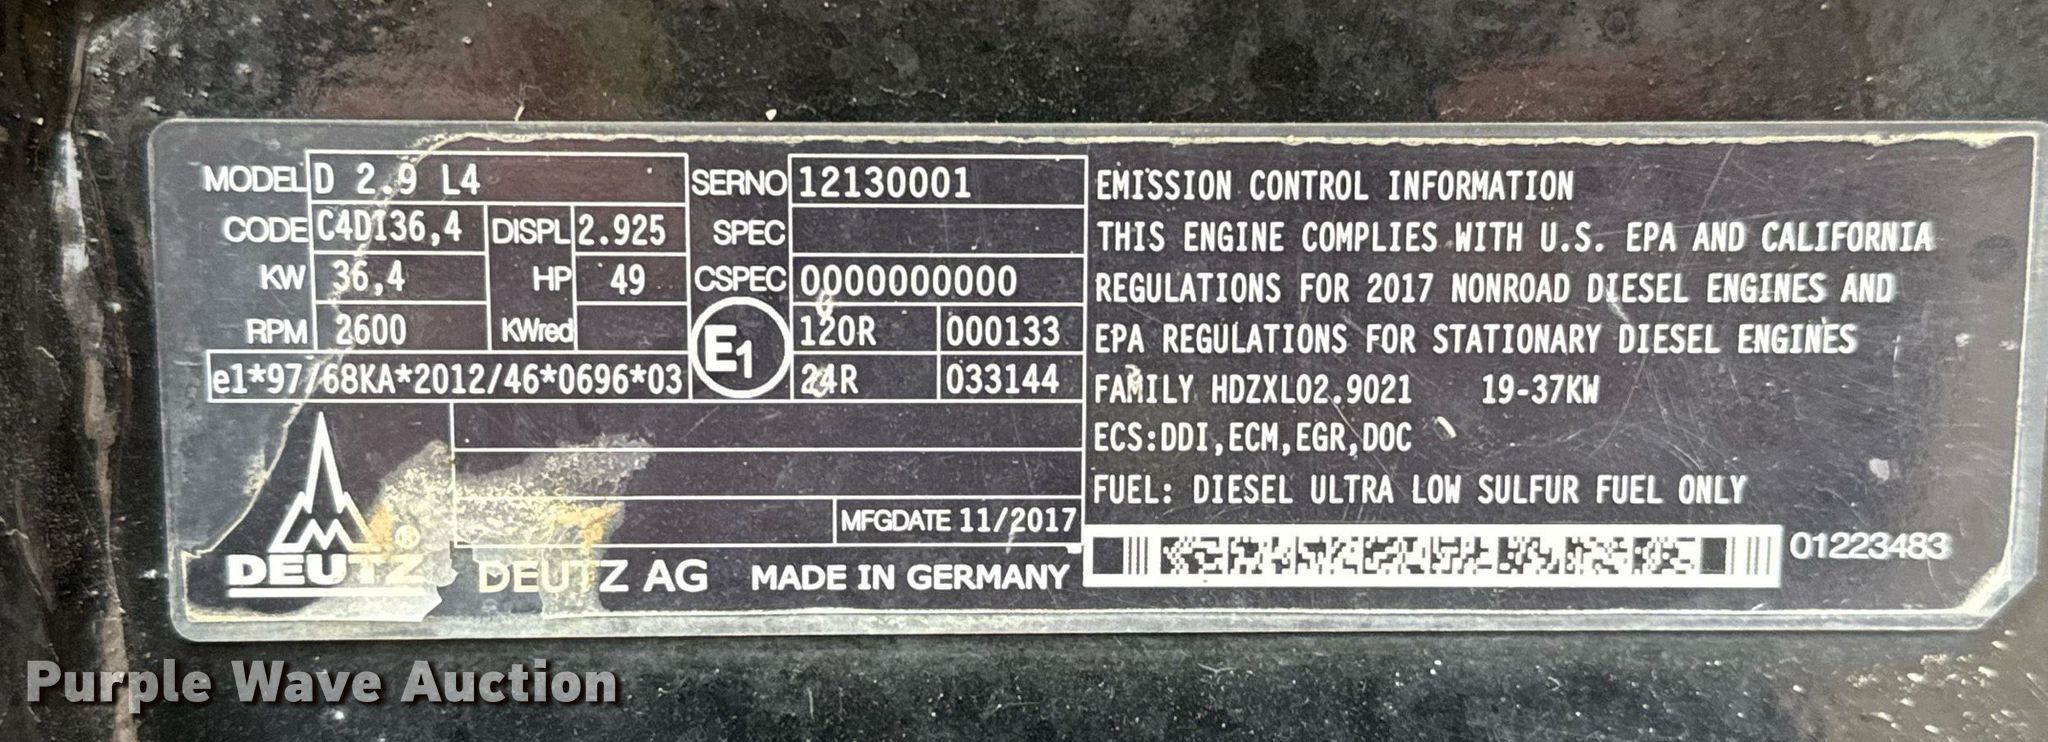 MODEL D 2.9 L4 SERNO 12130001
CODE C4DI36,4 DISPL 2.925 SPEC
KW 36,4 HP 49 CSPEC 0000000000
RPM 2600 KWred E1 120R 000133
e1*97/68KA*2012/46*0696*03 24R 033144
MFGDATE 11/2017
DEUTZ ®
DEUTZ AG MADE IN GERMANY
EMISSION CONTROL INFORMATION
THIS ENGINE COMPLIES WITH U.S. EPA AND CALIFORNIA
REGULATIONS FOR 2017 NONROAD DIESEL ENGINES AND
EPA REGULATIONS FOR STATIONARY DIESEL ENGINES
FAMILY HDZXL02.9021 19-37KW
ECS:DDI,ECM,EGR,DOC
FUEL: DIESEL ULTRA LOW SULFUR FUEL ONLY
01223483
Purple Wave Auction